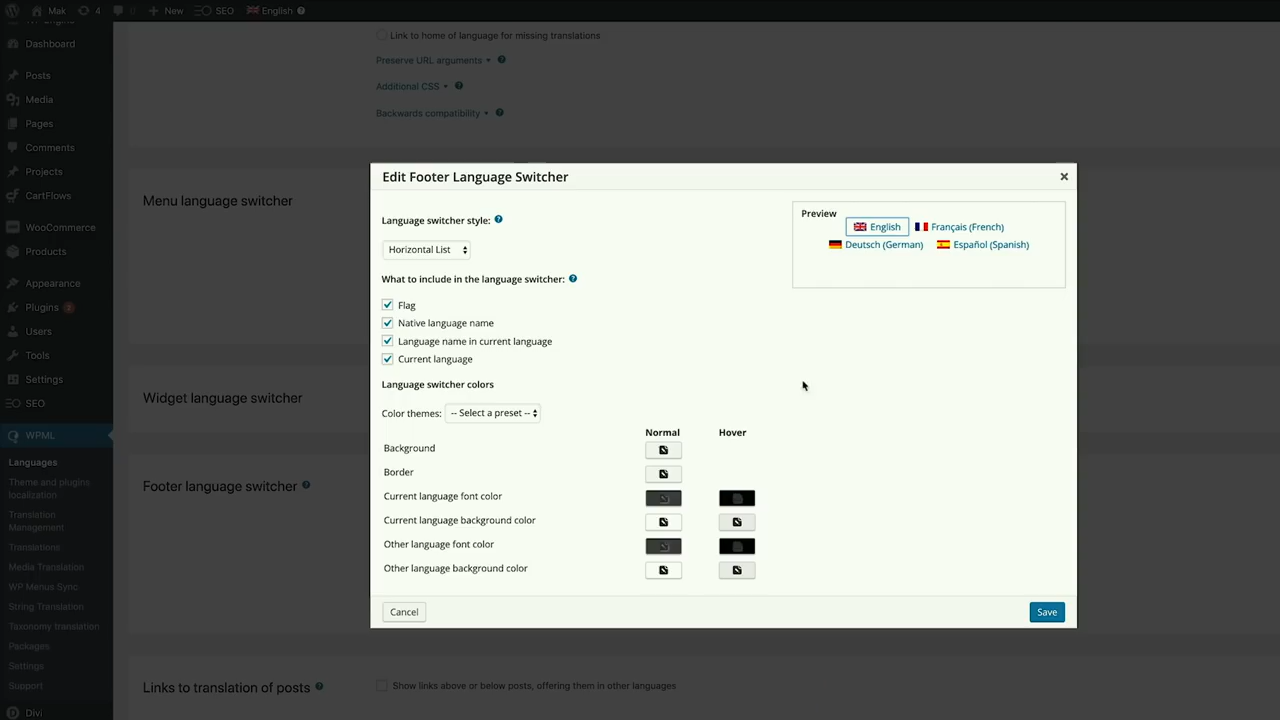 Mak
4
New
SEO
English
Dashboard
Posts
Media
Pages
Comments
Projects
CartFlows
WooCommerce
Products
Appearance
Plugins
Users
Tools
Settings
SEO
WPML
Languages
Theme and plugins
localization
Translation
Management
Translations
Media Translation
WP Menus Sync
String Translation
Taxonomy translation
Packages
Settings
Support
Divi
Link to home of language for missing translations
Preserve URL arguments
Additional CSS
Backwards compatibility
Menu language switcher
Widget language switcher
Footer language switcher
Links to translation of posts
Show links above or below posts, offering them in other languages
Edit Footer Language Switcher
Language switcher style:
Horizontal List
What to include in the language switcher:
Flag
Native language name
Language name in current language
Current language
Language switcher colors
Color themes: -- Select a preset --
Normal Hover
Background
Border
Current language font color
Current language background color
Other language font color
Other language background color
Preview
English Français (French)
Deutsch (German) Español (Spanish)
Cancel
Save